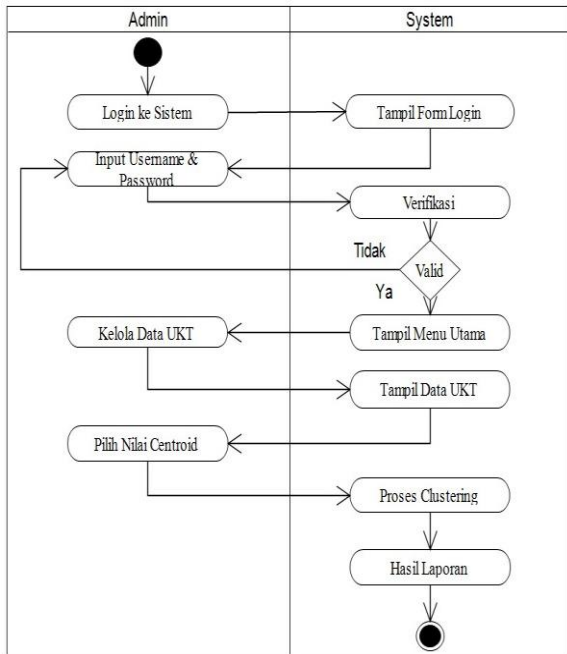 Admin
System
Login ke Sistem
Tampil Form Login
Input Username &
Password
Verifikasi
Tidak
Valid
Ya
Kelola Data UKT
Tampil Menu Utama
Tampil Data UKT
Pilih Nilai Centroid
Proses Clustering
Hasil Laporan